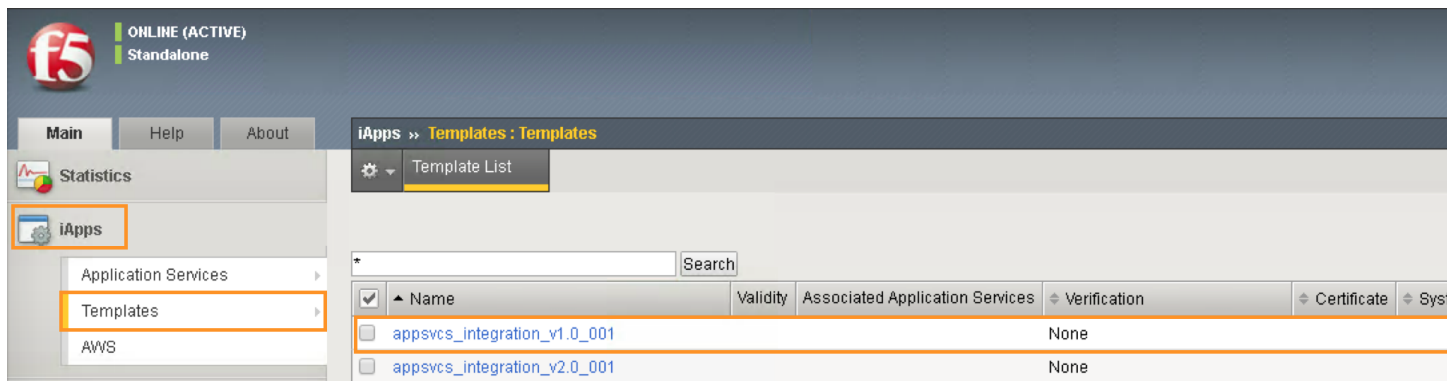 f5
ONLINE (ACTIVE)
Standalone
Main Help About
iApps » Templates : Templates
Template List
Statistics
iApps
Application Services
Templates
AWS
* Search
Name Validity Associated Application Services Verification Certificate Syst
appsvcs_integration_v1.0_001 None
appsvcs_integration_v2.0_001 None